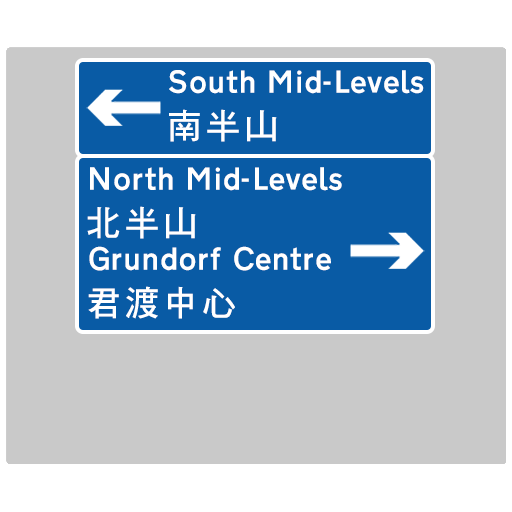 South Mid-Levels
南半山
North Mid-Levels
北半山
Grundorf Centre
君渡中心